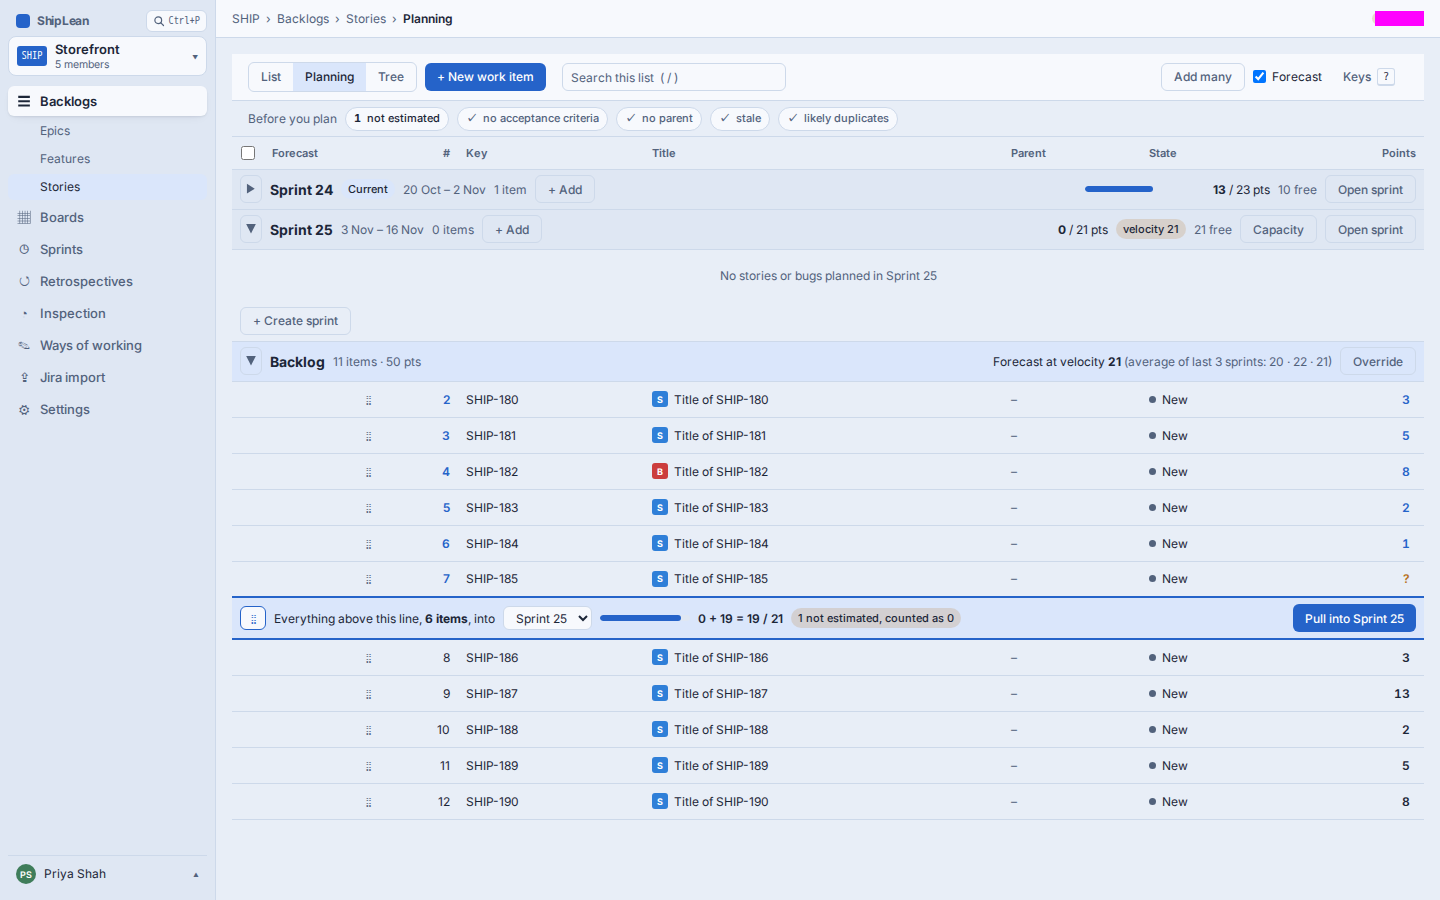 ShipLean Ctrl+P
SHIP Storefront
5 members
Backlogs
Epics
Features
Stories
Boards
Sprints
Retrospectives
Inspection
Ways of working
Jira import
Settings
PS Priya Shah
SHIP › Backlogs › Stories › Planning
List Planning Tree + New work item Search this list ( / ) Add many Forecast Keys ?
Before you plan 1 not estimated ✓ no acceptance criteria ✓ no parent ✓ stale ✓ likely duplicates
Forecast # Key Title Parent State Points
Sprint 24 Current 20 Oct – 2 Nov 1 item + Add 13 / 23 pts 10 free Open sprint
Sprint 25 3 Nov – 16 Nov 0 items + Add 0 / 21 pts velocity 21 21 free Capacity Open sprint
No stories or bugs planned in Sprint 25
+ Create sprint
Backlog 11 items · 50 pts Forecast at velocity 21 (average of last 3 sprints: 20 · 22 · 21) Override
2 SHIP-180 S Title of SHIP-180 – New 3
3 SHIP-181 S Title of SHIP-181 – New 5
4 SHIP-182 B Title of SHIP-182 – New 8
5 SHIP-183 S Title of SHIP-183 – New 2
6 SHIP-184 S Title of SHIP-184 – New 1
7 SHIP-185 S Title of SHIP-185 – New ?
Everything above this line, 6 items, into Sprint 25 0 + 19 = 19 / 21 1 not estimated, counted as 0 Pull into Sprint 25
8 SHIP-186 S Title of SHIP-186 – New 3
9 SHIP-187 S Title of SHIP-187 – New 13
10 SHIP-188 S Title of SHIP-188 – New 2
11 SHIP-189 S Title of SHIP-189 – New 5
12 SHIP-190 S Title of SHIP-190 – New 8